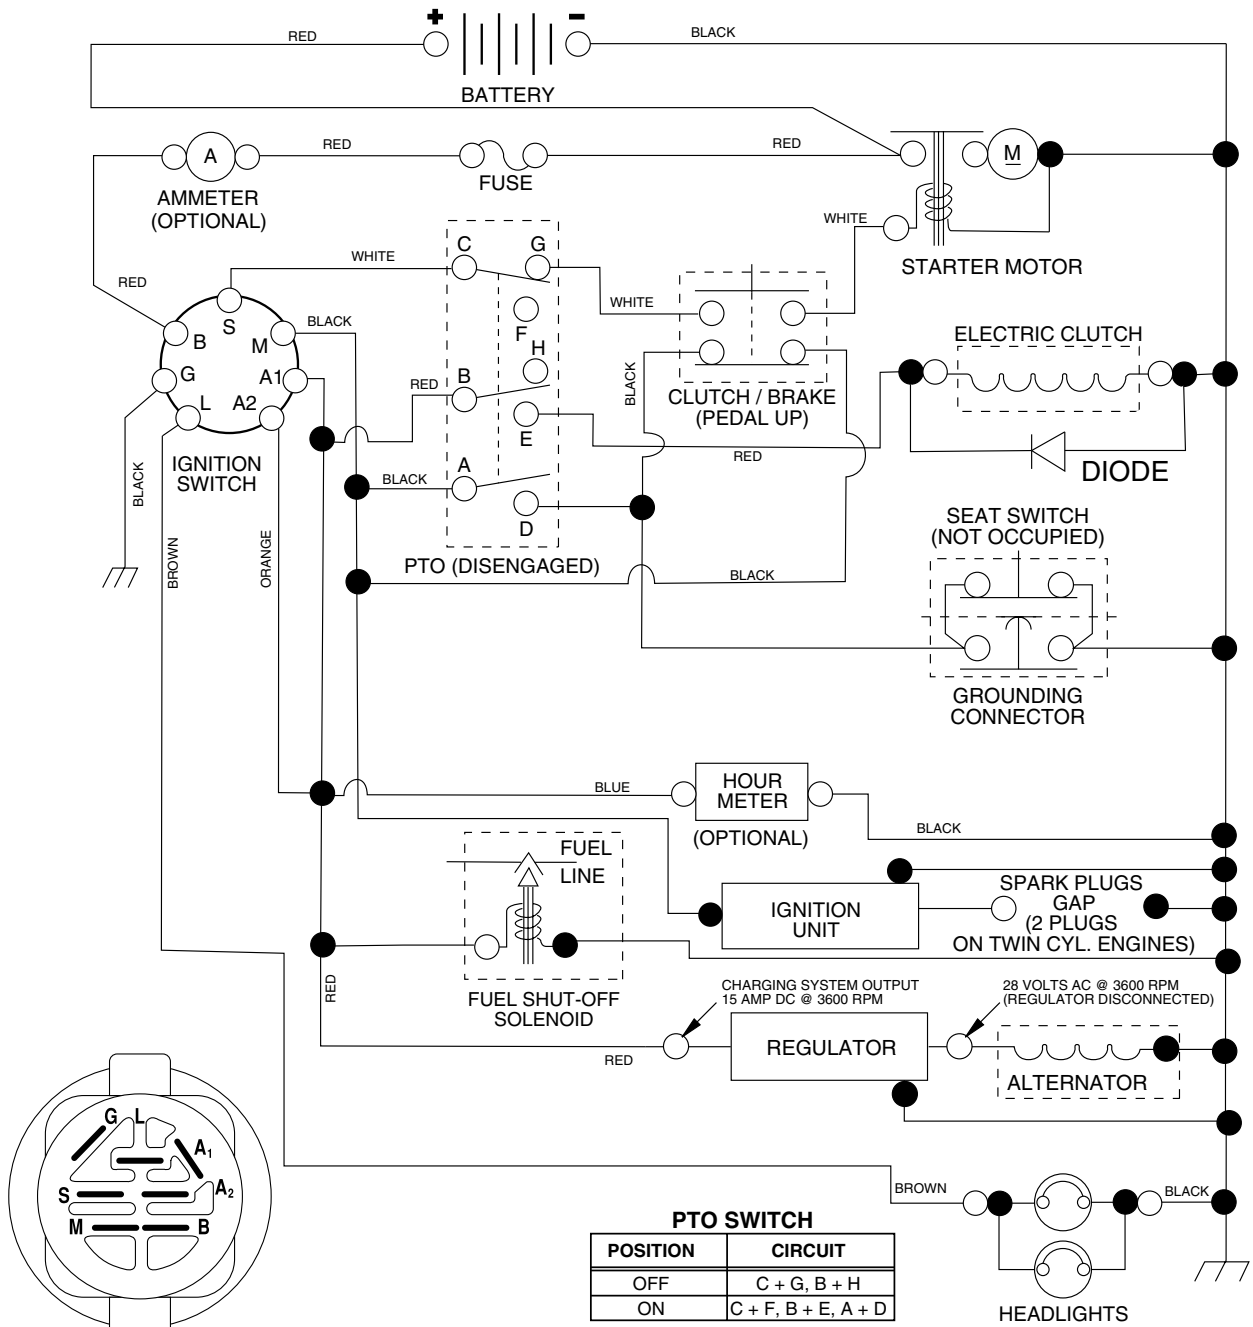 +
-
RED
BLACK
BATTERY
A
RED
FUSE
RED
M
AMMETER
(OPTIONAL)
WHITE
STARTER MOTOR
RED
WHITE
C
G
F
H
B
E
A
D
S
B
M
G
A1
L
A2
BLACK
IGNITION
SWITCH
RED
BLACK
PTO (DISENGAGED)
WHITE
BLACK
CLUTCH / BRAKE
(PEDAL UP)
RED
ELECTRIC CLUTCH
DIODE
BLACK
BROWN
ORANGE
BLACK
SEAT SWITCH
(NOT OCCUPIED)
GROUNDING
CONNECTOR
BLUE
HOUR
METER
(OPTIONAL)
BLACK
FUEL
LINE
FUEL SHUT-OFF
SOLENOID
IGNITION
UNIT
SPARK PLUGS
GAP
(2 PLUGS
ON TWIN CYL. ENGINES)
RED
CHARGING SYSTEM OUTPUT
15 AMP DC @ 3600 RPM
28 VOLTS AC @ 3600 RPM
(REGULATOR DISCONNECTED)
RED
REGULATOR
ALTERNATOR
G
L
A1
A2
S
M
B
BROWN
BLACK
HEADLIGHTS
PTO SWITCH
POSITION CIRCUIT
OFF C + G, B + H
ON C + F, B + E, A + D